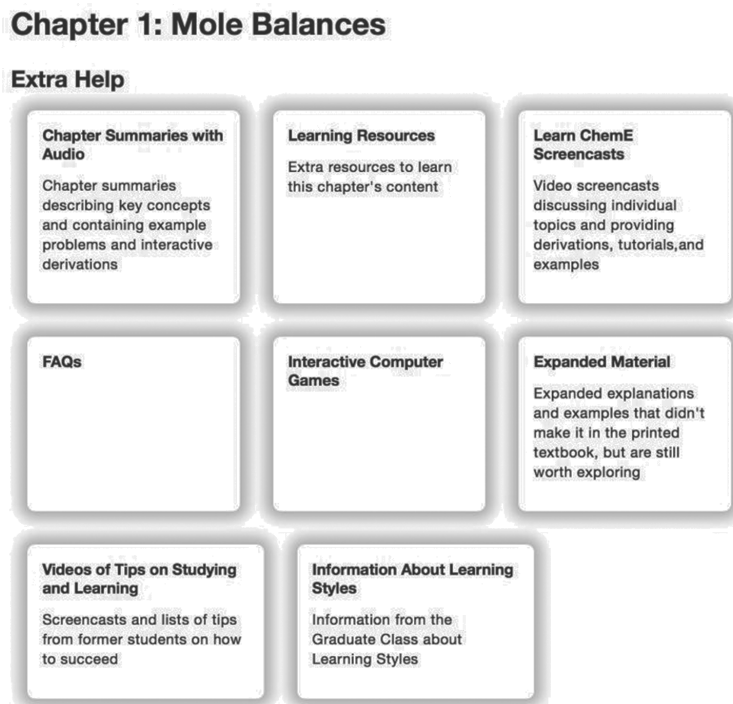 Chapter 1: Mole Balances
Extra Help
Chapter Summaries with
Audio
Chapter summaries
describing key concepts
and containing example
problems and interactive
derivations
Learning Resources
Extra resources to learn
this chapter's content
Learn ChemE
Screencasts
Video screencasts
discussing individual
topics and providing
derivations, tutorials,and
examples
FAQs
Interactive Computer
Games
Expanded Material
Expanded explanations
and examples that didn't
make it in the printed
textbook, but are still
worth exploring
Videos of Tips on Studying
and Learning
Screencasts and lists of tips
from former students on how
to succeed
Information About Learning
Styles
Information from the
Graduate Class about
Learning Styles